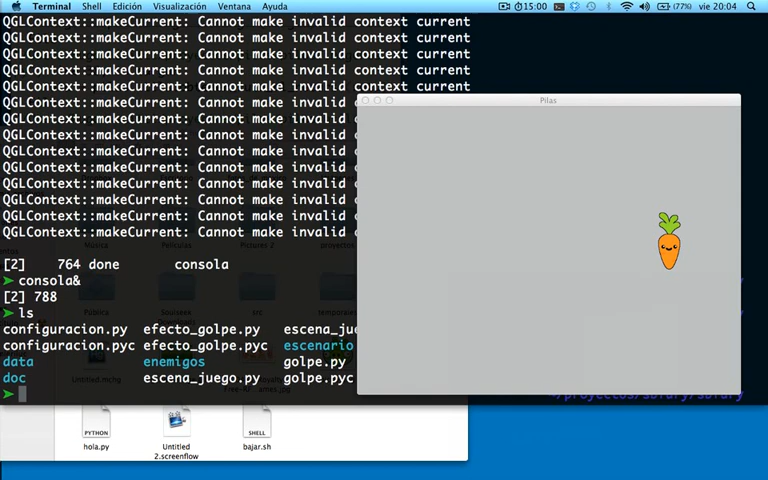 Terminal Shell Edición Visualización Ventana Ayuda 15:00 (77%) vie 20:04
QGLContext::makeCurrent: Cannot make invalid context current
QGLContext::makeCurrent: Cannot make invalid context current
QGLContext::makeCurrent: Cannot make invalid context current
QGLContext::makeCurrent: Cannot make invalid context current
QGLContext::makeCurrent: Cannot make invalid context current
QGLContext::makeCurrent: Cannot make invalid
Pilas
QGLContext::makeCurrent: Cannot make invalid
QGLContext::makeCurrent: Cannot make invalid
QGLContext::makeCurrent: Cannot make invalid
QGLContext::makeCurrent: Cannot make invalid
QGLContext::makeCurrent: Cannot make invalid
QGLContext::makeCurrent: Cannot make invalid
QGLContext::makeCurrent: Cannot make invalid
QGLContext::makeCurrent: Cannot make invalid
Música Películas Pictures 2
[2] 764 done consola
consola&
[2] 788
Pública Soulseek Downloads src temporales
ls
configuracion.py efecto_golpe.py
configuracion.pyc efecto_golpe.pyc escenario
data enemigos golpe.py
Untitled.mcng
doc escena_juego.py golpe.pyc
PYTHON SHELL
hola.py Untitled 2.screenflow bajar.sh